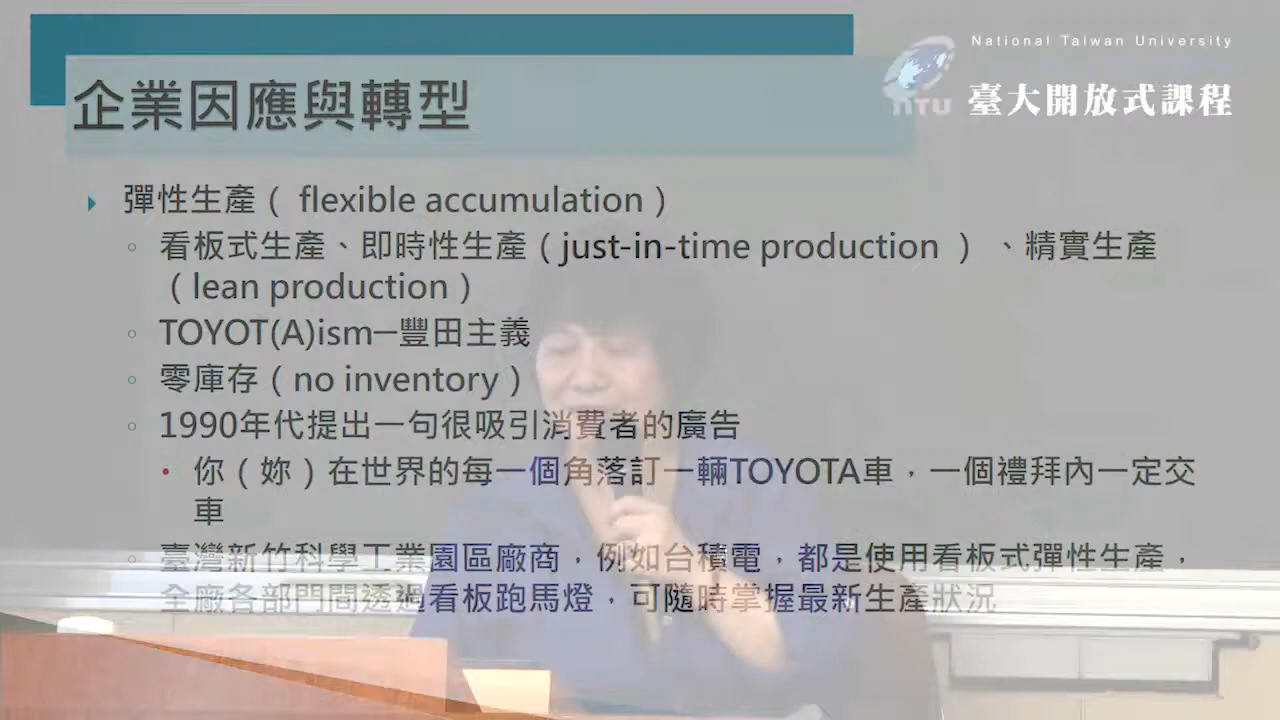 National Taiwan University
NTU
臺大開放式課程
企業因應與轉型
彈性生產( flexible accumulation)
看板式生產、即時性生產(just-in-time production ) 、精實生產
(lean production)
TOYOT(A)ism─豐田主義
零庫存(no inventory)
1990年代提出一句很吸引消費者的廣告
你(妳)在世界的每一個角落訂一輛TOYOTA車，一個禮拜內一定交
車
臺灣新竹科學工業園區廠商，例如台積電，都是使用看板式彈性生產，
全廠各部門間透過看板跑馬燈，可隨時掌握最新生產狀況